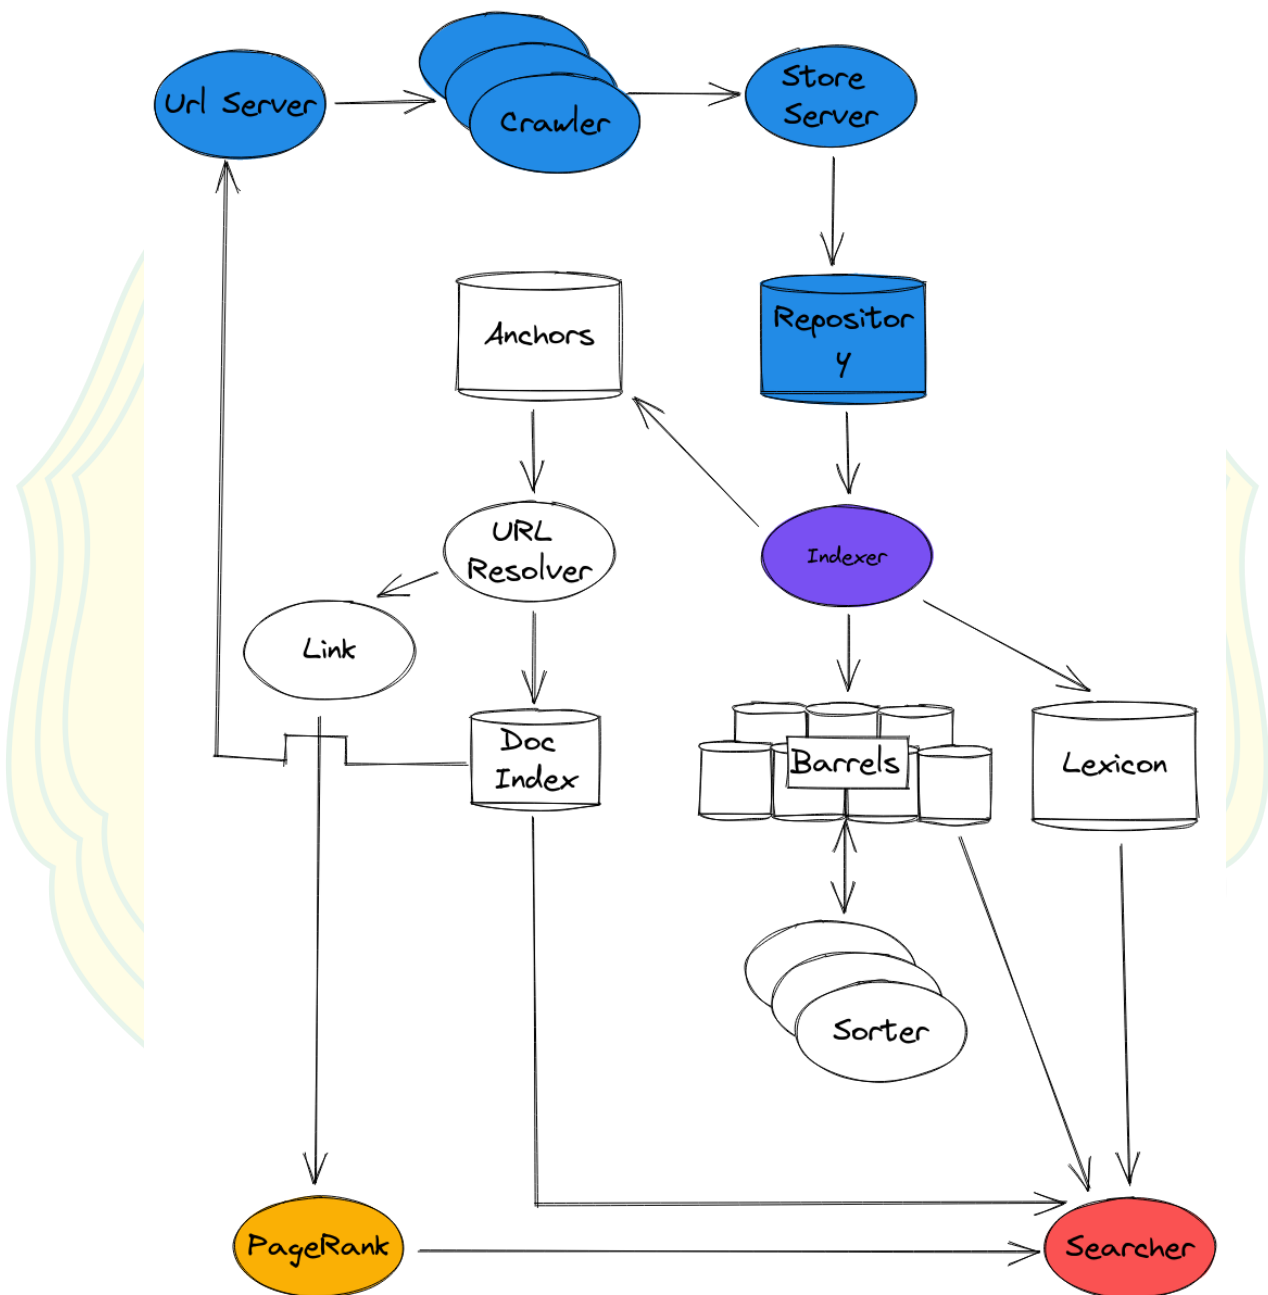 Url Server
Crawler
Store
Server
Anchors
Repositor
y
URL
Resolver
Indexer
Link
Doc
Index
Barrels
Lexicon
Sorter
PageRank
Searcher